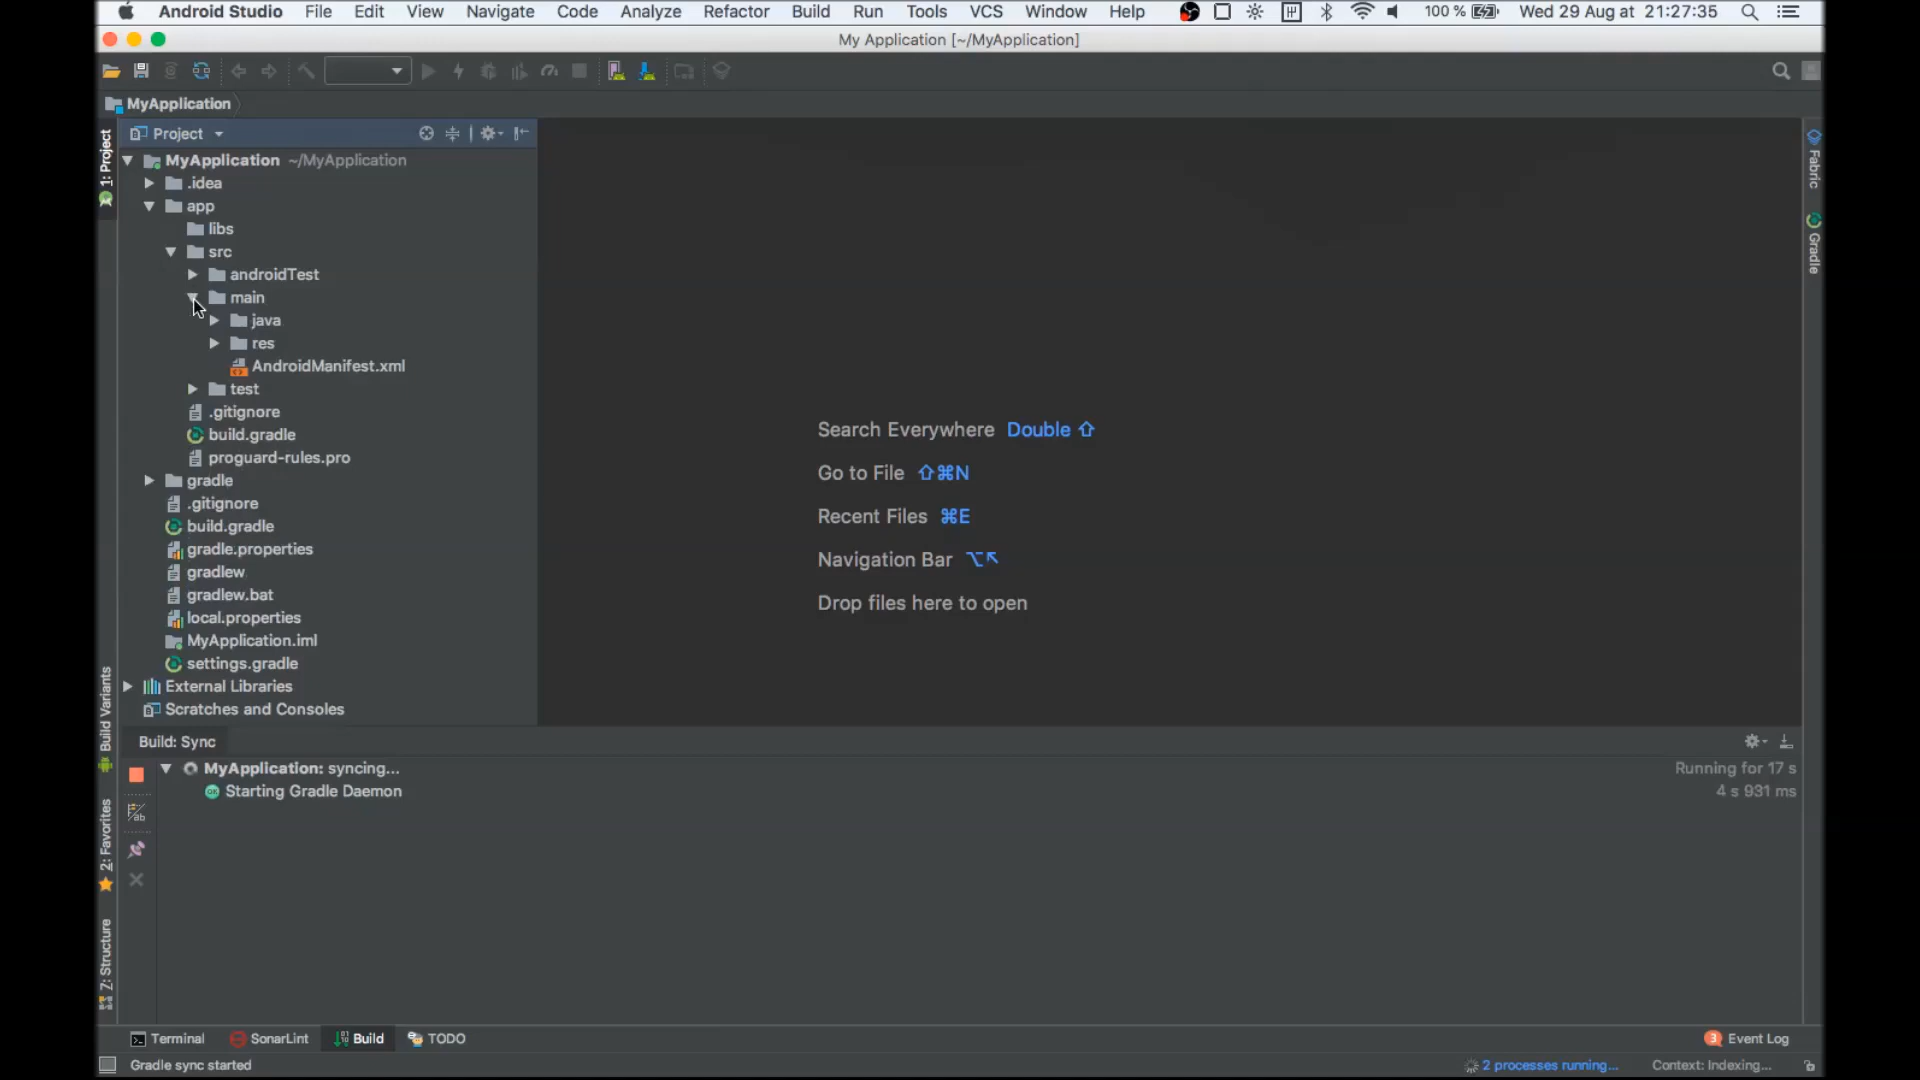 Android Studio File Edit View Navigate Code Analyze Refactor Build Run Tools VCS Window Help 100 % Wed 29 Aug at 21:27:35
My Application [~/MyApplication]
MyApplication
1: Project
Project
MyApplication ~/MyApplication
.idea
app
libs
src
androidTest
main
java
res
AndroidManifest.xml
test
.gitignore
build.gradle
proguard-rules.pro
gradle
.gitignore
build.gradle
gradle.properties
gradlew
gradlew.bat
local.properties
MyApplication.iml
settings.gradle
External Libraries
Scratches and Consoles
Search Everywhere Double ⇧
Go to File ⇧⌘N
Recent Files ⌘E
Navigation Bar ⌥↖
Drop files here to open
Fabric
Gradle
Build Variants
2: Favorites
Z: Structure
Build: Sync
MyApplication: syncing... Running for 17 s
OK Starting Gradle Daemon 4 s 931 ms
Terminal SonarLint Build TODO 3 Event Log
Gradle sync started 2 processes running... Context: Indexing...